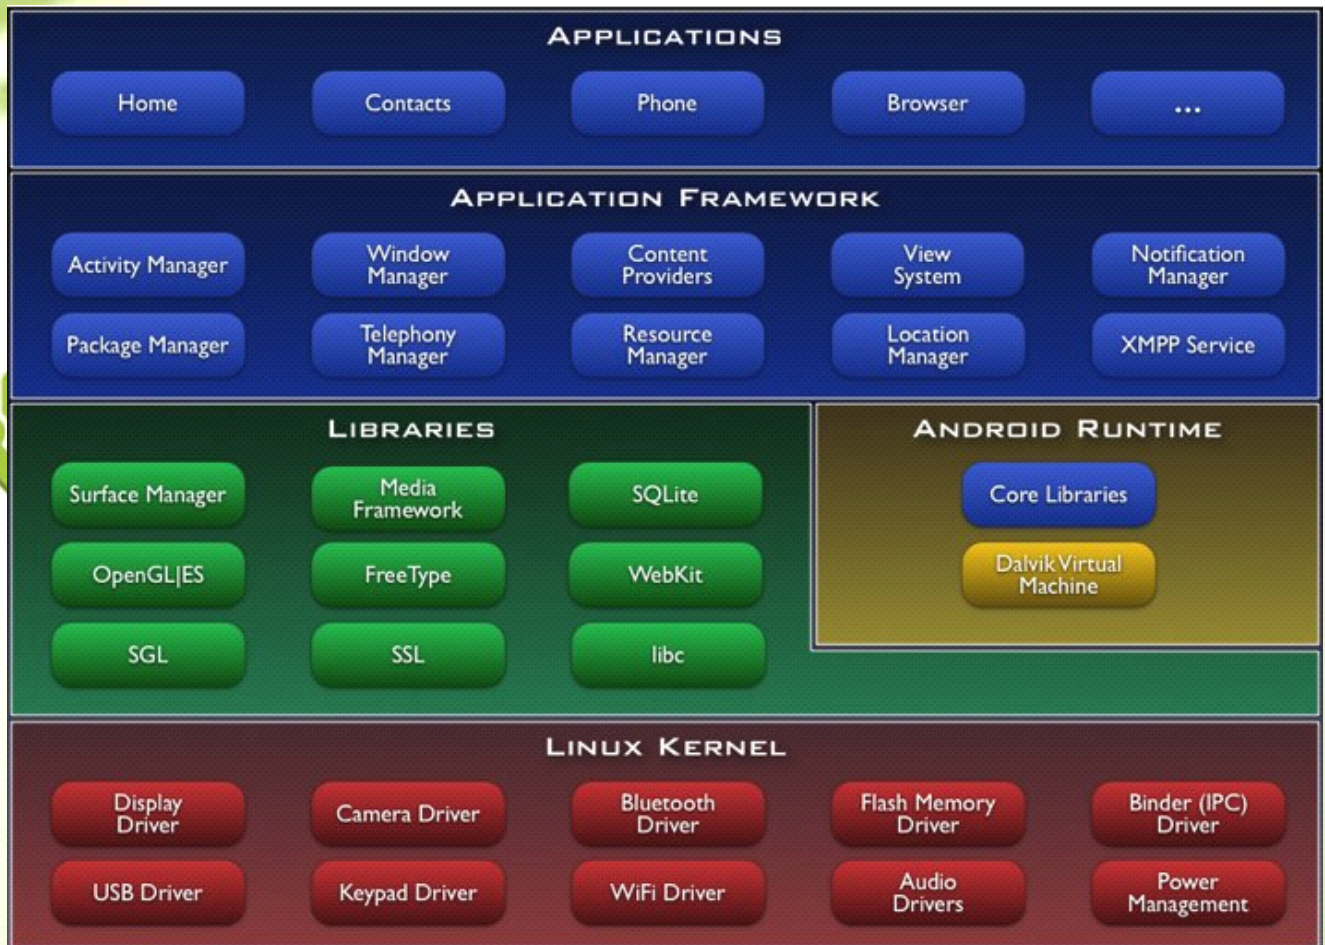 APPLICATIONS
Home
Contacts
Phone
Browser
...
APPLICATION FRAMEWORK
Activity Manager
Window
Manager
Content
Providers
View
System
Notification
Manager
Package Manager
Telephony
Manager
Resource
Manager
Location
Manager
XMPP Service
LIBRARIES
Surface Manager
Media
Framework
SQLite
OpenGL|ES
FreeType
WebKit
SGL
SSL
libc
ANDROID RUNTIME
Core Libraries
Dalvik Virtual
Machine
LINUX KERNEL
Display
Driver
Camera Driver
Bluetooth
Driver
Flash Memory
Driver
Binder (IPC)
Driver
USB Driver
Keypad Driver
WiFi Driver
Audio
Drivers
Power
Management